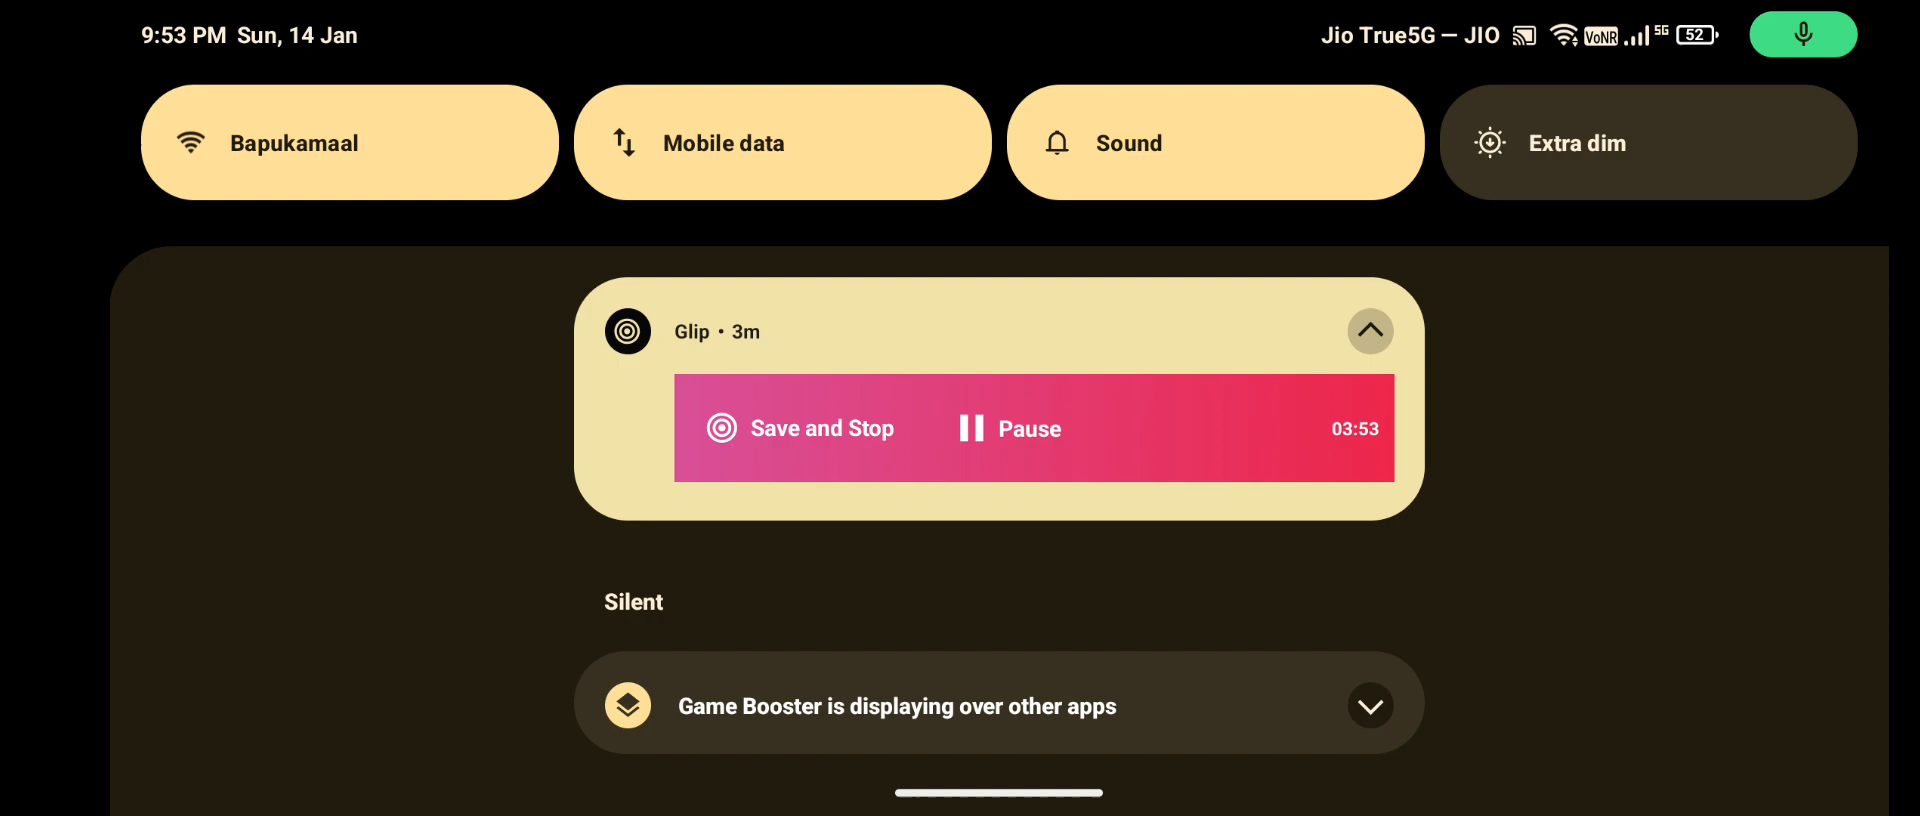 9:53 PM Sun, 14 Jan
Jio True5G — JIO VoNR 5G 52
Bapukamaal
Mobile data
Sound
Extra dim
Glip • 3m
Save and Stop
Pause
03:53
Silent
Game Booster is displaying over other apps